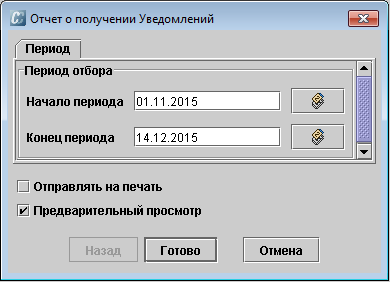 Отчет о получении Уведомлений
Период
Период отбора
Начало периода 01.11.2015
Конец периода 14.12.2015
Отправлять на печать
Предварительный просмотр
Назад Готово Отмена